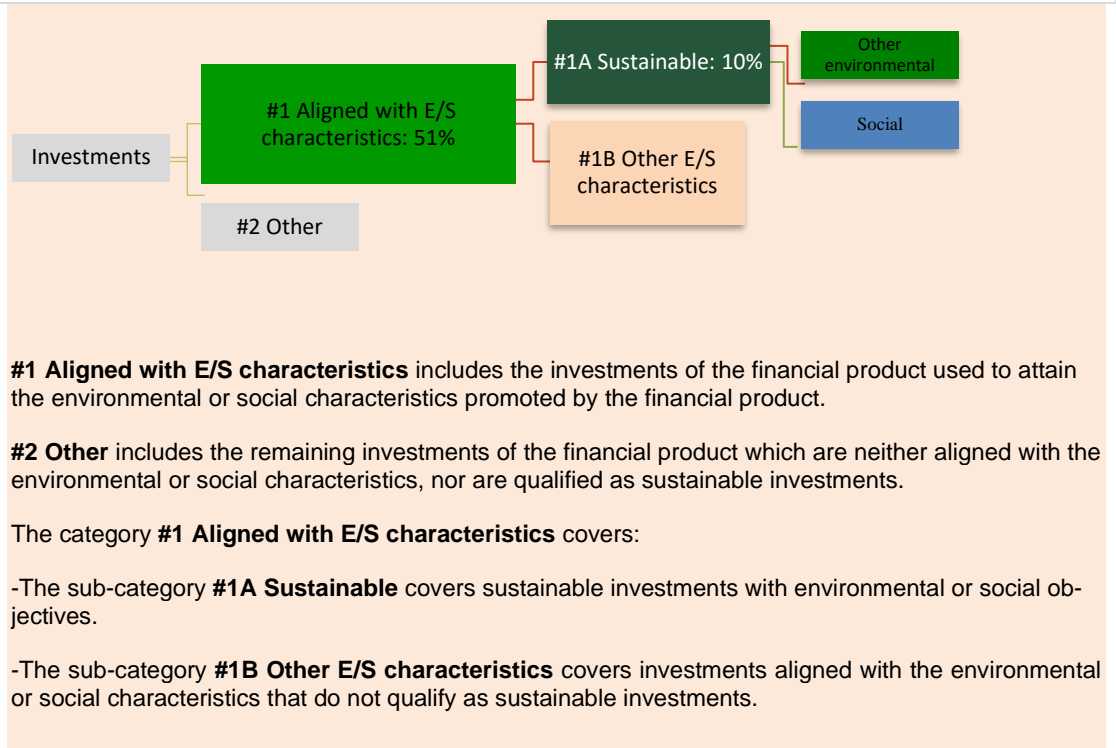 #1A Sustainable: 10%
Other
environmental
#1 Aligned with E/S
characteristics: 51%
Social
Investments
#1B Other E/S
characteristics
#2 Other
#1 Aligned with E/S characteristics includes the investments of the financial product used to attain
the environmental or social characteristics promoted by the financial product.
#2 Other includes the remaining investments of the financial product which are neither aligned with the
environmental or social characteristics, nor are qualified as sustainable investments.
The category #1 Aligned with E/S characteristics covers:
-The sub-category #1A Sustainable covers sustainable investments with environmental or social ob-
jectives.
-The sub-category #1B Other E/S characteristics covers investments aligned with the environmental
or social characteristics that do not qualify as sustainable investments.